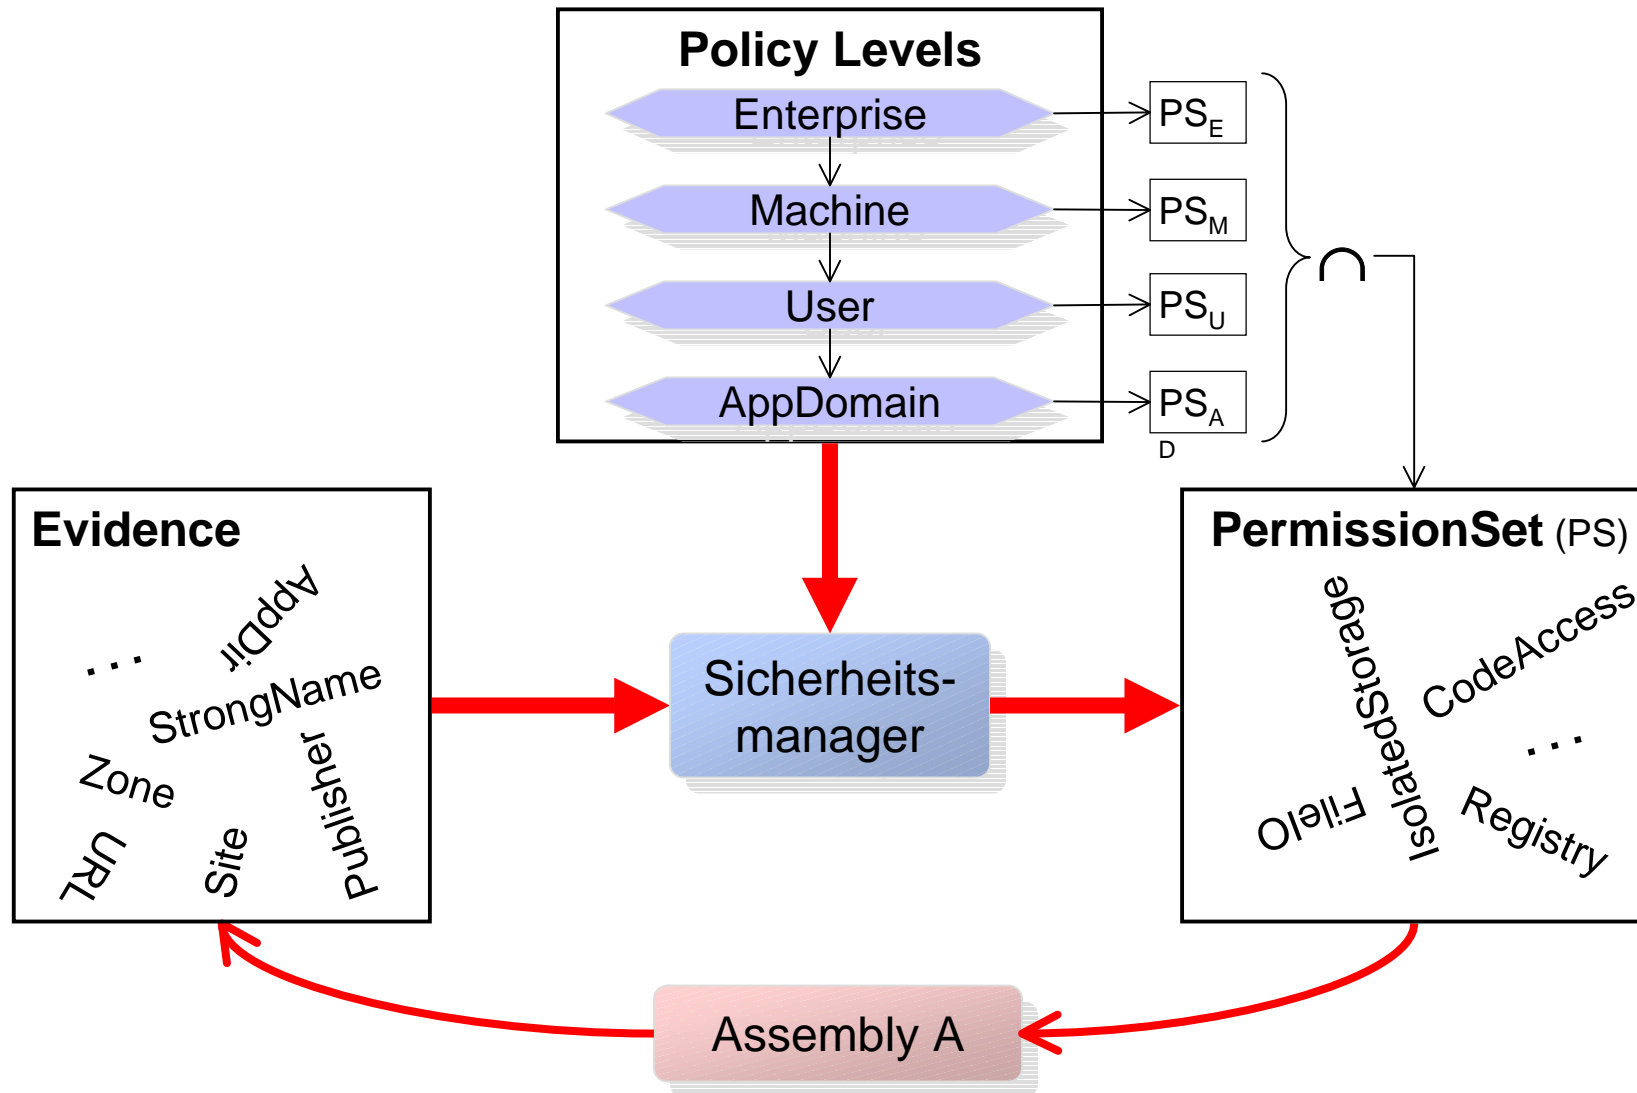 Policy Levels
Enterprise
PSE
Machine
PSM
User
PSU
AppDomain
PSA
D
∩
Evidence
AppDir
...
StrongName
Zone
Publisher
URL
Site
Sicherheits-
manager
PermissionSet (PS)
IsolatedStorage
CodeAccess
...
FileIO
Registry
Assembly A